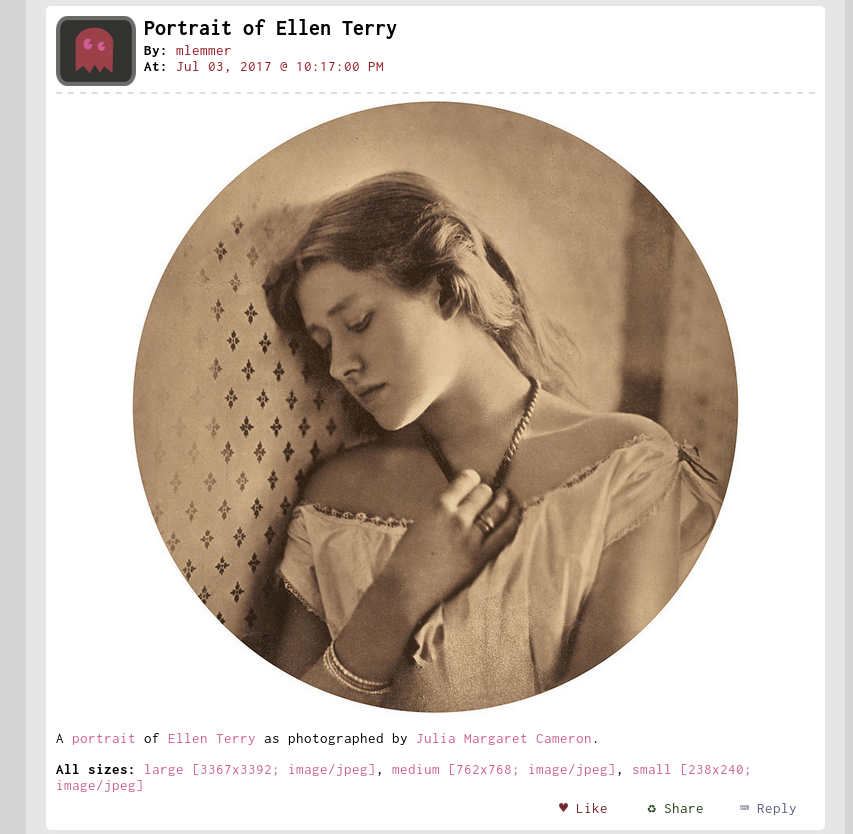 Portrait of Ellen Terry
By: mlemmer
At: Jul 03, 2017 @ 10:17:00 PM
A portrait of Ellen Terry as photographed by Julia Margaret Cameron.
All sizes: large [3367x3392; image/jpeg], medium [762x768; image/jpeg], small [238x240;
image/jpeg]
♥ Like ♻ Share ⌨ Reply